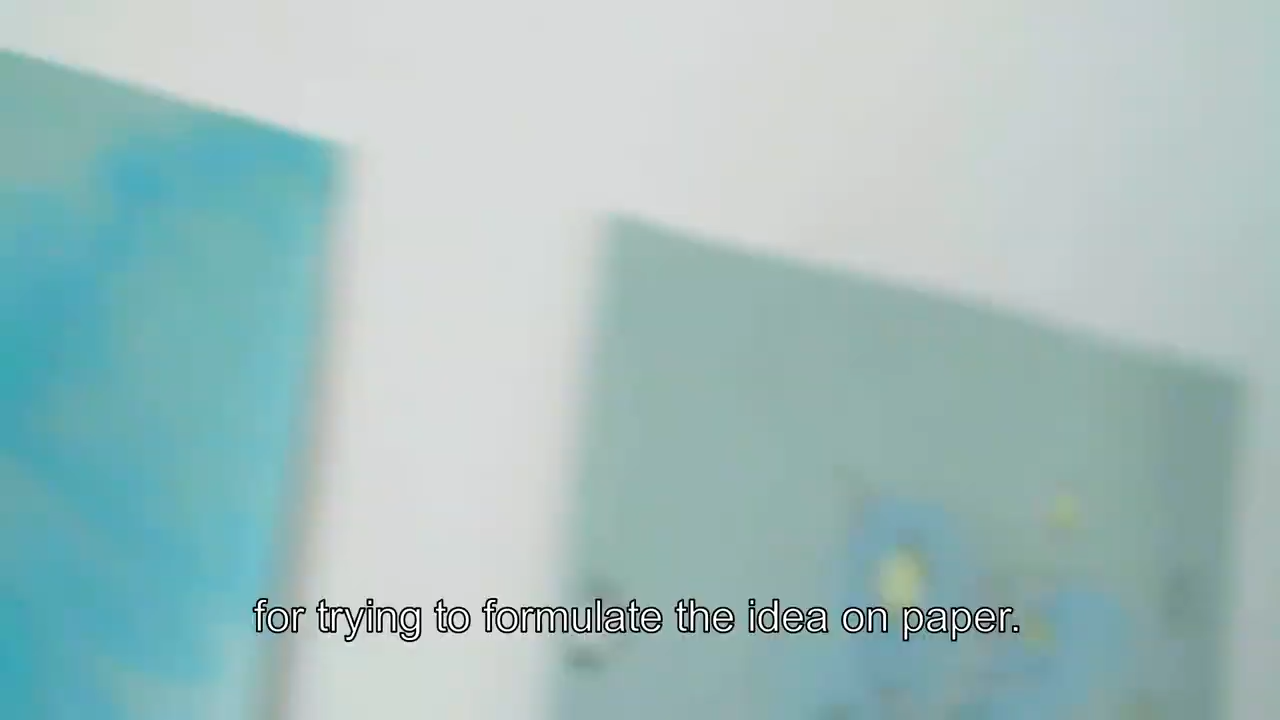 for trying to formulate the idea on paper.